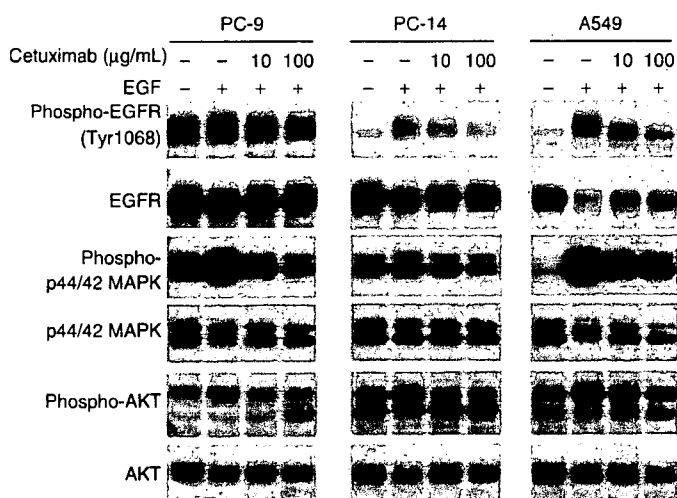 PC-9 PC-14 A549
Cetuximab (μg/mL) – – 10 100 – – 10 100 – – 10 100
EGF – + + + – + + + – + + +
Phospho-EGFR
(Tyr1068)
EGFR
Phospho-
p44/42 MAPK
p44/42 MAPK
Phospho-AKT
AKT